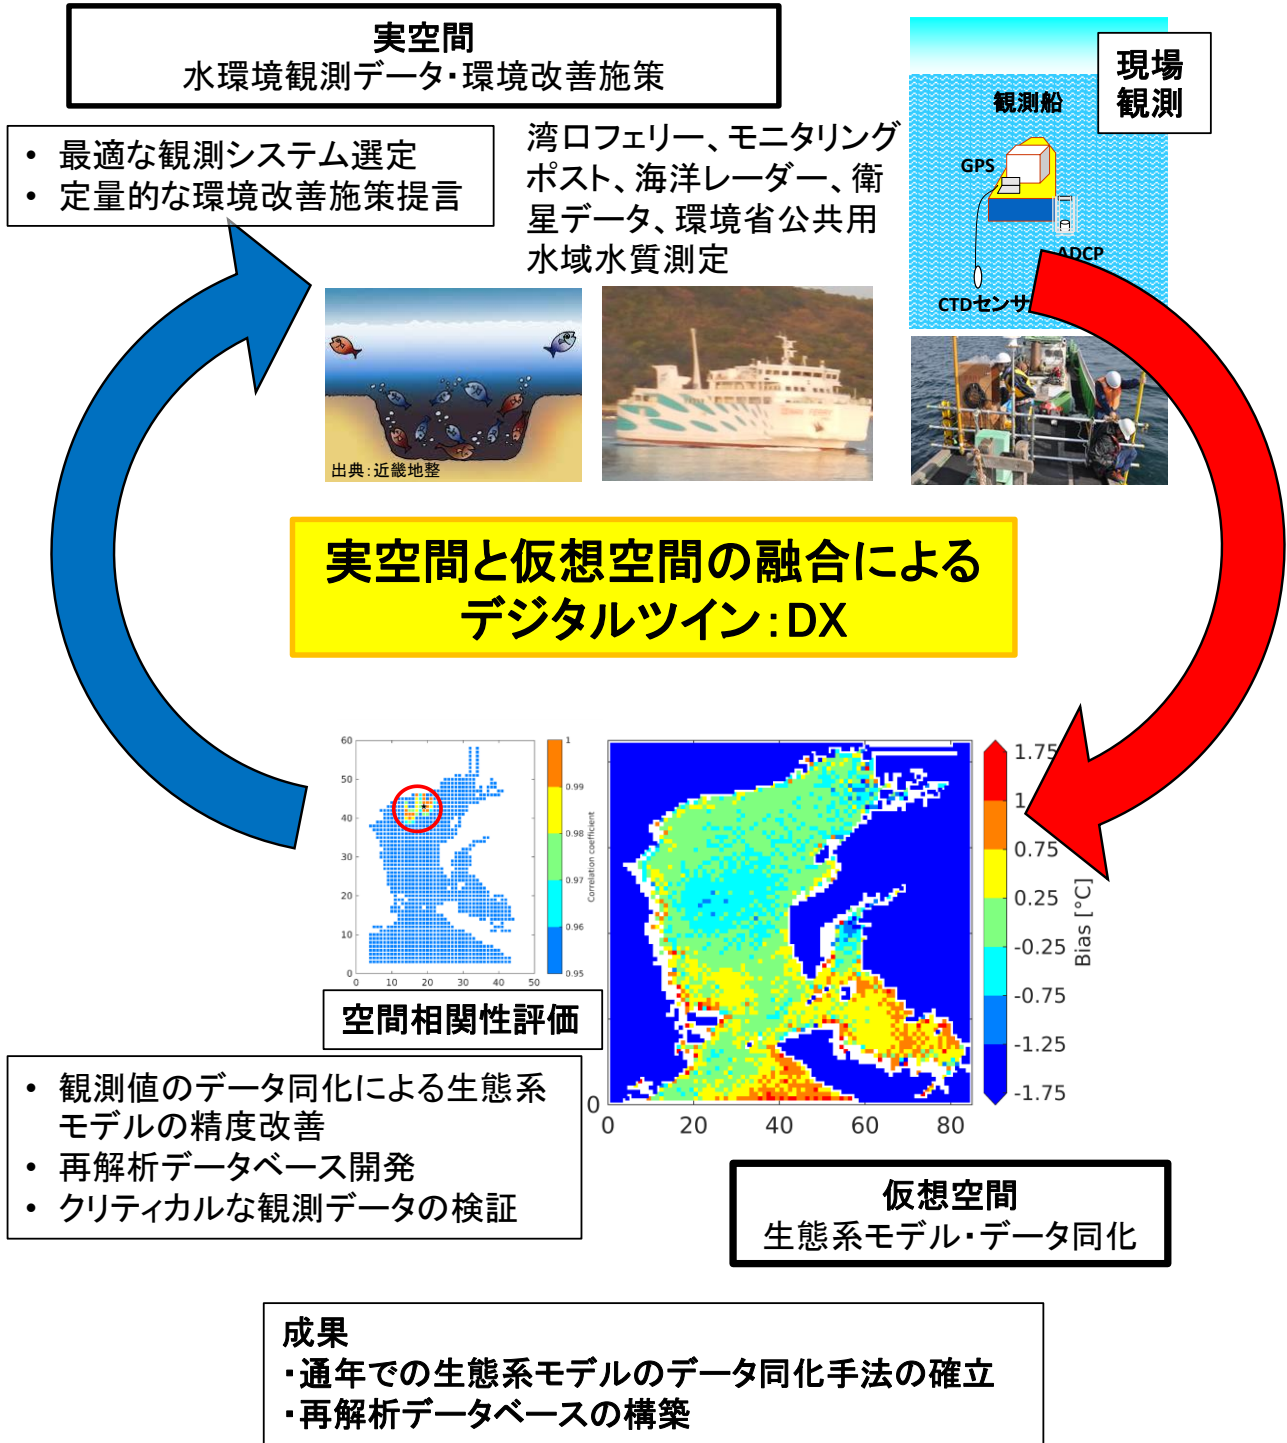 実空間
水環境観測データ・環境改善施策
現場
観測
観測船
GPS
ADCP
CTDセンサ
• 最適な観測システム選定
• 定量的な環境改善施策提言
湾口フェリー、モニタリング
ポスト、海洋レーダー、衛
星データ、環境省公共用
水域水質測定
出典：近畿地整
実空間と仮想空間の融合による
デジタルツイン：DX
60
50
40
30
20
10
0
0 10 20 30 40 50
1
0.99
0.98
0.97
0.96
0.95
Correlation coefficient
空間相関性評価
0
0 20 40 60 80
1.75
1
0.75
0.25
-0.25
-0.75
-1.25
-1.75
Bias [°C]
• 観測値のデータ同化による生態系
モデルの精度改善
• 再解析データベース開発
• クリティカルな観測データの検証
仮想空間
生態系モデル・データ同化
成果
・通年での生態系モデルのデータ同化手法の確立
・再解析データベースの構築